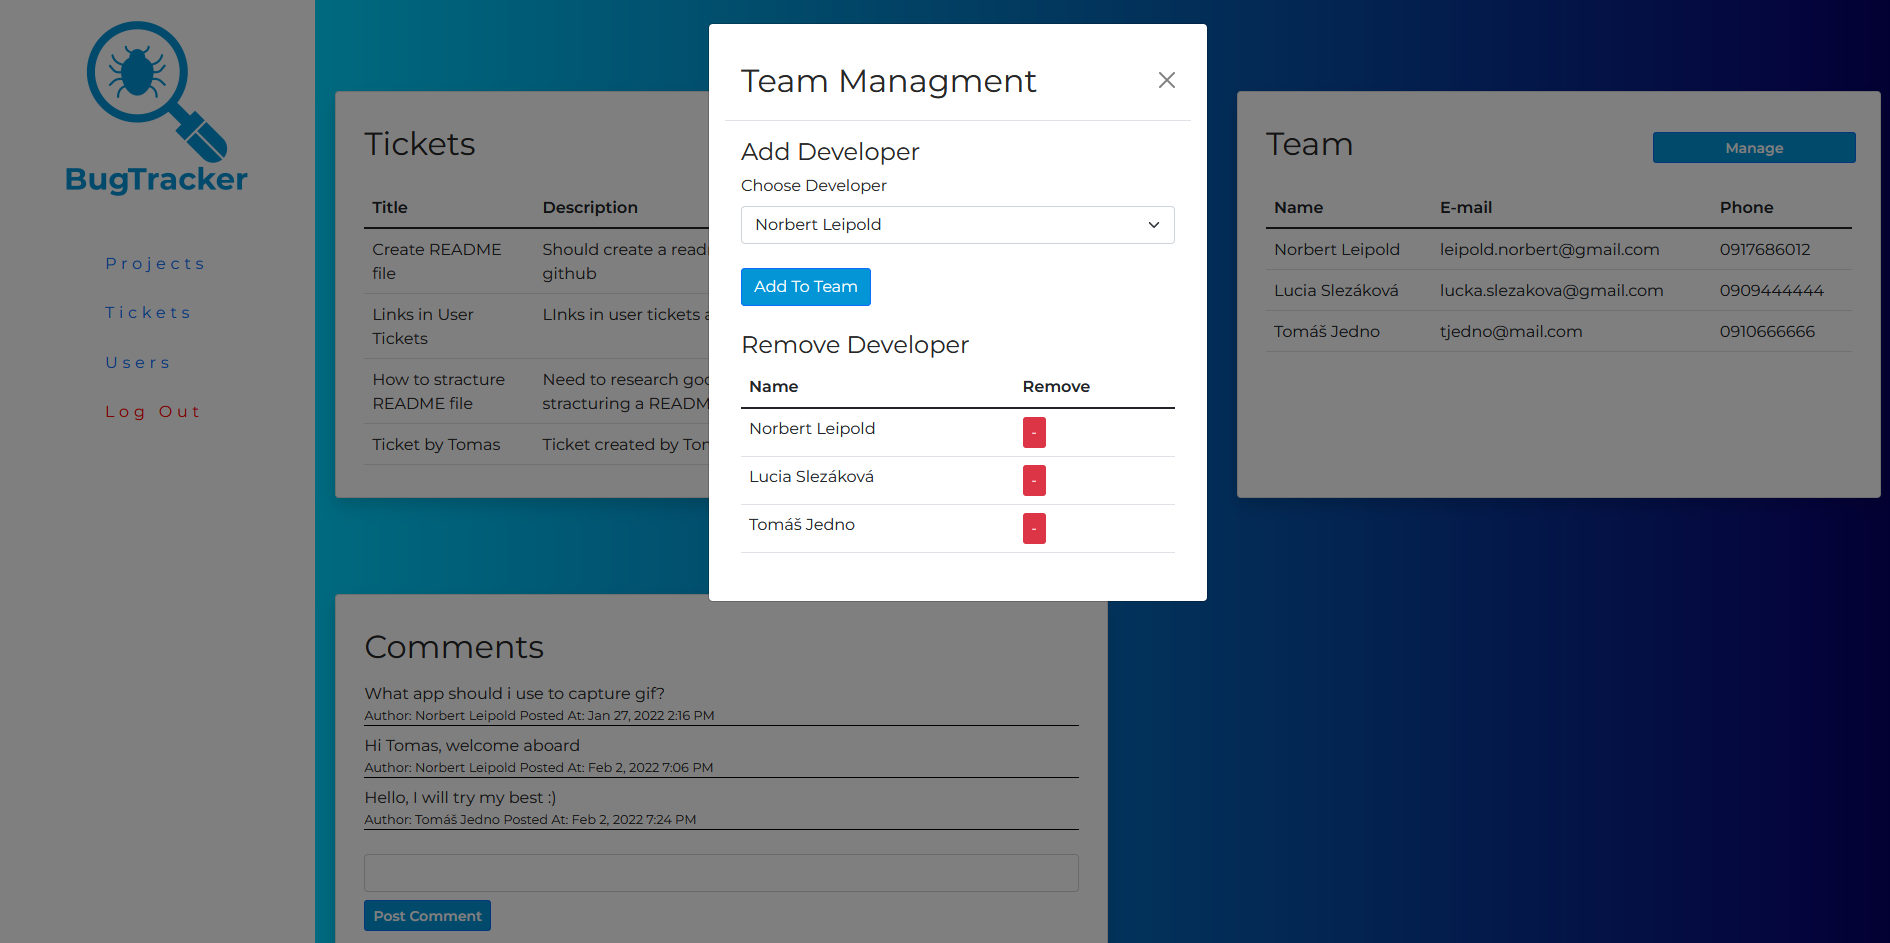 BugTracker
Projects
Tickets
Users
Log Out
Tickets
Title Description
Create README Should create a read
file github
Links in User LInks in user tickets
Tickets
How to stracture Need to research
README file stracturing a README
Ticket by Tomas Ticket created by
Team Managment
Add Developer
Choose Developer
Norbert Leipold
Add To Team
Remove Developer
Name Remove
Norbert Leipold -
Lucia Slezáková -
Tomáš Jedno -
Team Manage
Name E-mail Phone
Norbert Leipold leipold.norbert@gmail.com 0917686012
Lucia Slezáková lucka.slezakova@gmail.com 0909444444
Tomáš Jedno tjedno@mail.com 0910666666
Comments
What app should i use to capture gif?
Author: Norbert Leipold Posted At: Jan 27, 2022 2:16 PM
Hi Tomas, welcome aboard
Author: Norbert Leipold Posted At: Feb 2, 2022 7:06 PM
Hello, I will try my best :)
Author: Tomáš Jedno Posted At: Feb 2, 2022 7:24 PM
Post Comment